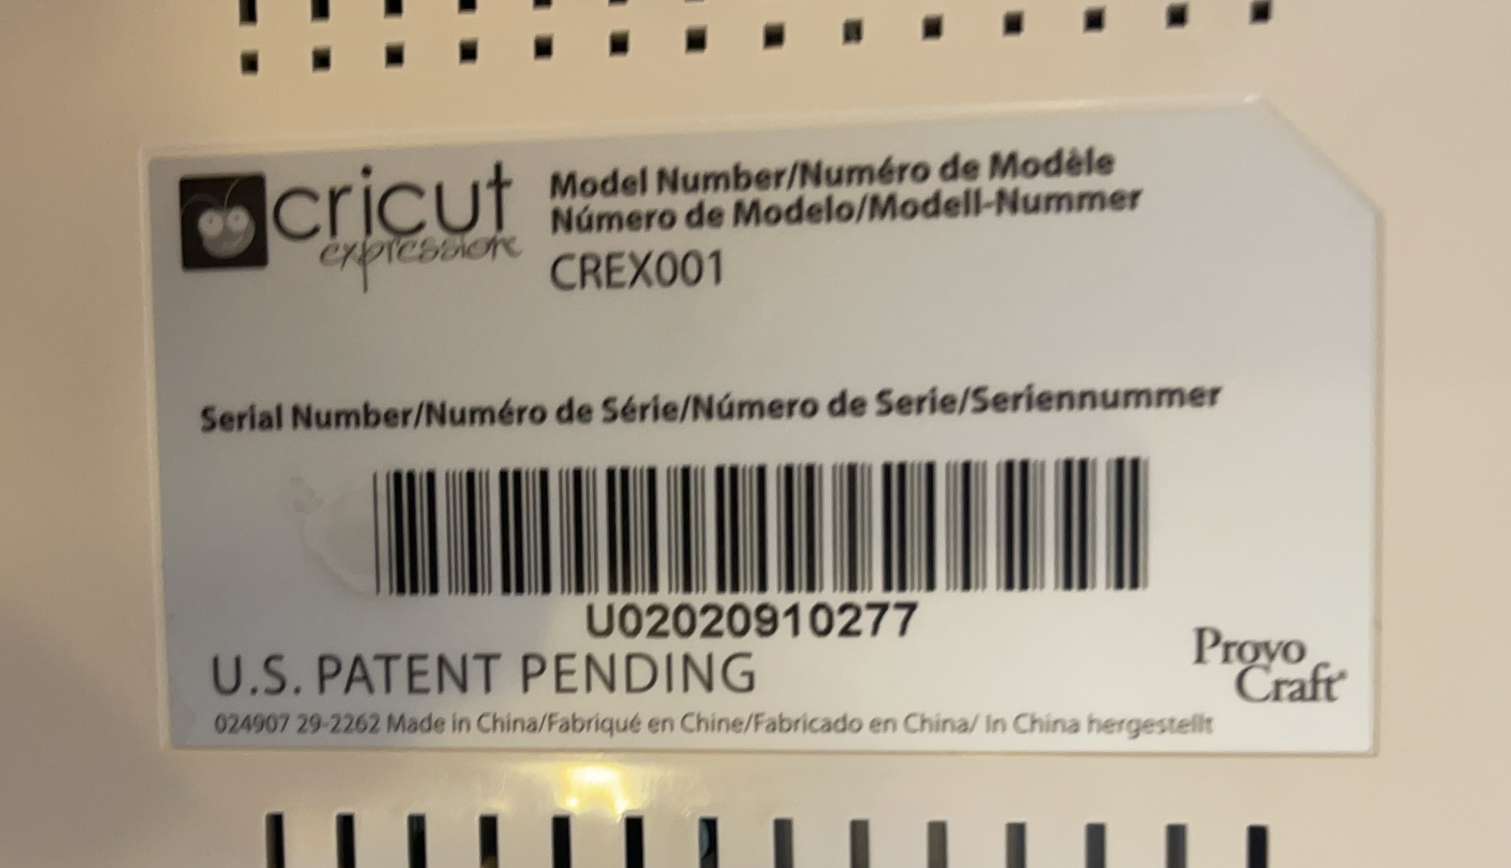 cricut
expression
Model Number/Numéro de Modèle
Número de Modelo/Modell-Nummer
CREX001
Serial Number/Numéro de Série/Número de Serie/Seriennummer
U02020910277
U.S. PATENT PENDING
Provo
Craft®
024907 29-2262 Made in China/Fabriqué en Chine/Fabricado en China/ In China hergestellt